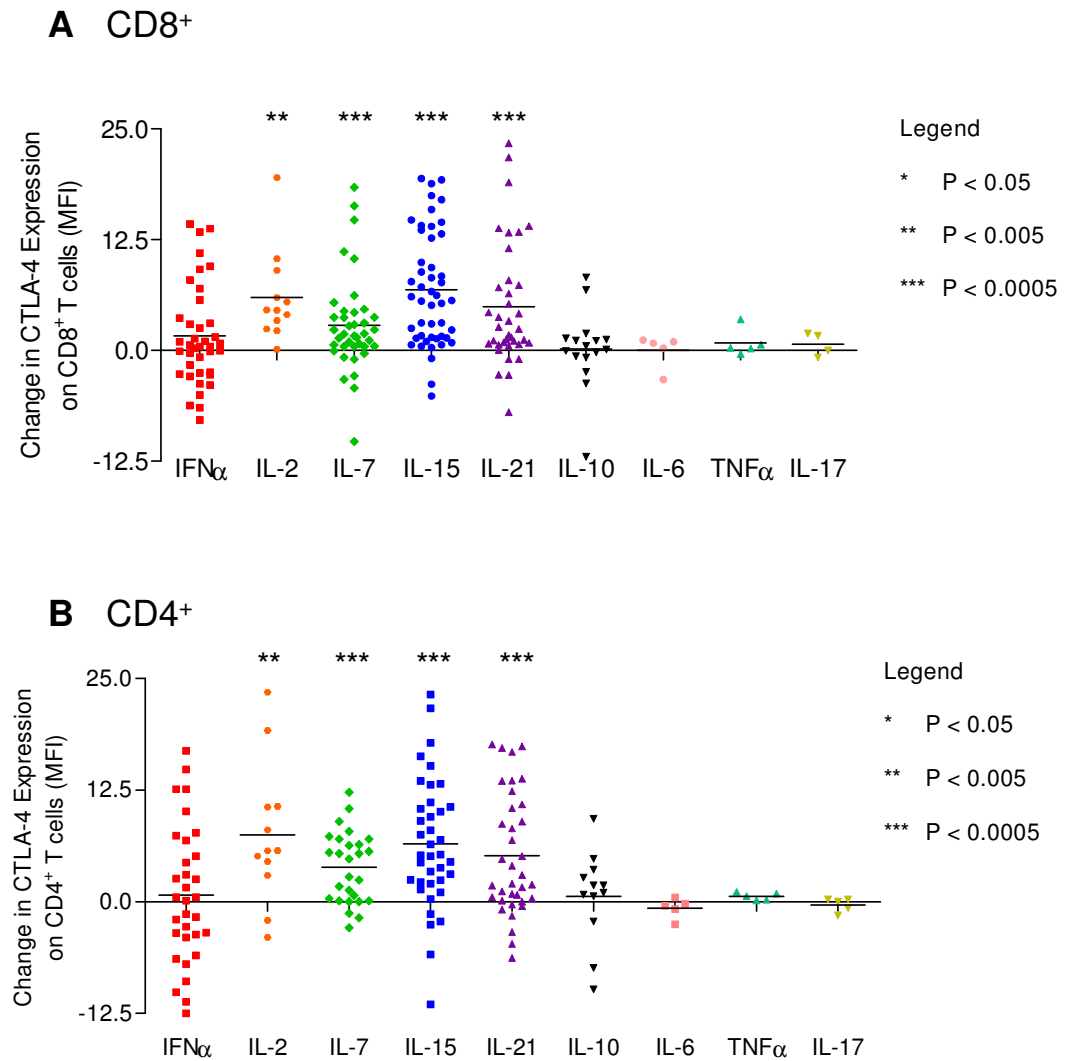 A CD8⁺
** *** *** ***
25.0
12.5
0.0
-12.5
Change in CTLA-4 Expression
on CD8⁺ T cells (MFI)
IFNα IL-2 IL-7 IL-15 IL-21 IL-10 IL-6 TNFα IL-17
Legend
* P < 0.05
** P < 0.005
*** P < 0.0005
B CD4⁺
** *** *** ***
25.0
12.5
0.0
-12.5
Change in CTLA-4 Expression
on CD4⁺ T cells (MFI)
IFNα IL-2 IL-7 IL-15 IL-21 IL-10 IL-6 TNFα IL-17
Legend
* P < 0.05
** P < 0.005
*** P < 0.0005